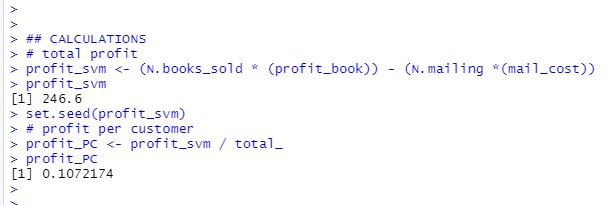 >
>
> ## CALCULATIONS
> # total profit
> profit_svm <- (N.books_sold * (profit_book)) - (N.mailing *(mail_cost))
> profit_svm
[1] 246.6
> set.seed(profit_svm)
> # profit per customer
> profit_PC <- profit_svm / total_
> profit_PC
[1] 0.1072174
>
>